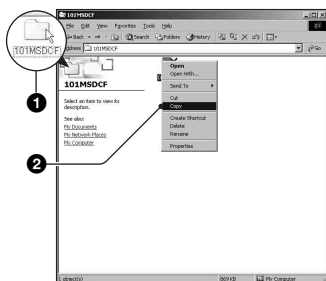 101MSDCF
File Edit View Favorites Tools Help
Back Search Folders History
Address 101MSDCF Go
101MSDCF
101MSDCF
Select an item to view its
description.
See also:
My Documents
My Network Places
My Computer
Open
Open With...
Send To
Cut
Copy
Create Shortcut
Delete
Rename
Properties
1
2
1 object(s) 869 KB My Computer